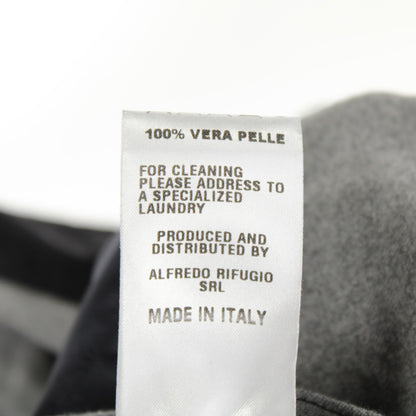 100% VERA PELLE
FOR CLEANING
PLEASE ADDRESS TO
A SPECIALIZED
LAUNDRY
PRODUCED AND
DISTRIBUTED BY
ALFREDO RIFUGIO
SRL
MADE IN ITALY